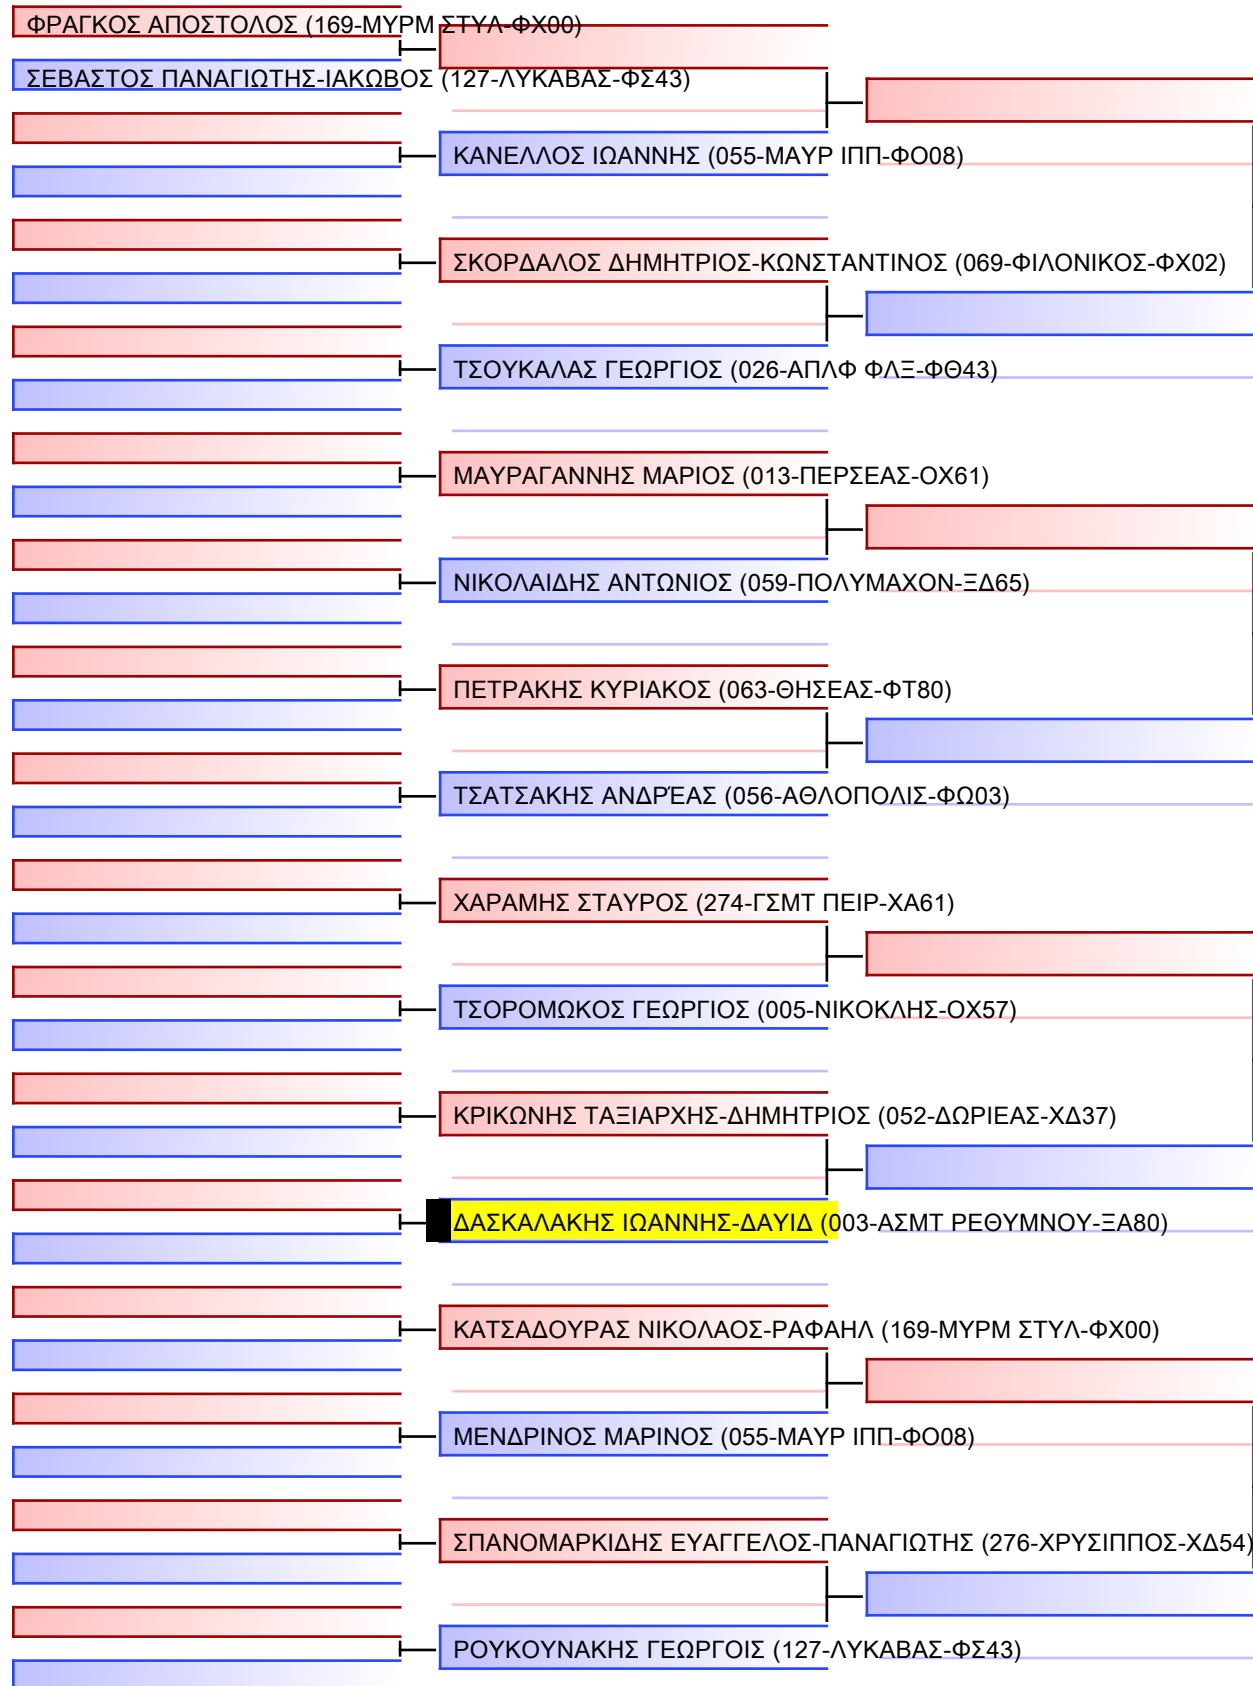 ΦΡΑΓΚΟΣ ΑΠΟΣΤΟΛΟΣ (169-ΜΥΡΜ ΣΤΥΛ-ΦΧ00)
ΣΕΒΑΣΤΟΣ ΠΑΝΑΓΙΩΤΗΣ-ΙΑΚΩΒΟΣ (127-ΛΥΚΑΒΑΣ-ΦΣ43)
ΚΑΝΕΛΛΟΣ ΙΩΑΝΝΗΣ (055-ΜΑΥΡ ΙΠΠ-ΦΟ08)
ΣΚΟΡΔΑΛΟΣ ΔΗΜΗΤΡΙΟΣ-ΚΩΝΣΤΑΝΤΙΝΟΣ (069-ΦΙΛΟΝΙΚΟΣ-ΦΧ02)
ΤΣΟΥΚΑΛΑΣ ΓΕΩΡΓΙΟΣ (026-ΑΠΛΦ ΦΛΞ-ΦΘ43)
ΜΑΥΡΑΓΑΝΝΗΣ ΜΑΡΙΟΣ (013-ΠΕΡΣΕΑΣ-ΟΧ61)
ΝΙΚΟΛΑΙΔΗΣ ΑΝΤΩΝΙΟΣ (059-ΠΟΛΥΜΑΧΟΝ-ΞΔ65)
ΠΕΤΡΑΚΗΣ ΚΥΡΙΑΚΟΣ (063-ΘΗΣΕΑΣ-ΦΤ80)
ΤΣΑΤΣΑΚΗΣ ΑΝΔΡΈΑΣ (056-ΑΘΛΟΠΟΛΙΣ-ΦΩ03)
ΧΑΡΑΜΗΣ ΣΤΑΥΡΟΣ (274-ΓΣΜΤ ΠΕΙΡ-ΧΑ61)
ΤΣΟΡΟΜΩΚΟΣ ΓΕΩΡΓΙΟΣ (005-ΝΙΚΟΚΛΗΣ-ΟΧ57)
ΚΡΙΚΩΝΗΣ ΤΑΞΙΑΡΧΗΣ-ΔΗΜΗΤΡΙΟΣ (052-ΔΩΡΙΕΑΣ-ΧΔ37)
ΔΑΣΚΑΛΑΚΗΣ ΙΩΑΝΝΗΣ-ΔΑΥΙΔ (003-ΑΣΜΤ ΡΕΘΥΜΝΟΥ-ΞΑ80)
ΚΑΤΣΑΔΟΥΡΑΣ ΝΙΚΟΛΑΟΣ-ΡΑΦΑΗΛ (169-ΜΥΡΜ ΣΤΥΛ-ΦΧ00)
ΜΕΝΔΡΙΝΟΣ ΜΑΡΙΝΟΣ (055-ΜΑΥΡ ΙΠΠ-ΦΟ08)
ΣΠΑΝΟΜΑΡΚΙΔΗΣ ΕΥΑΓΓΕΛΟΣ-ΠΑΝΑΓΙΩΤΗΣ (276-ΧΡΥΣΙΠΠΟΣ-ΧΔ54)
ΡΟΥΚΟΥΝΑΚΗΣ ΓΕΩΡΓΟΙΣ (127-ΛΥΚΑΒΑΣ-ΦΣ43)